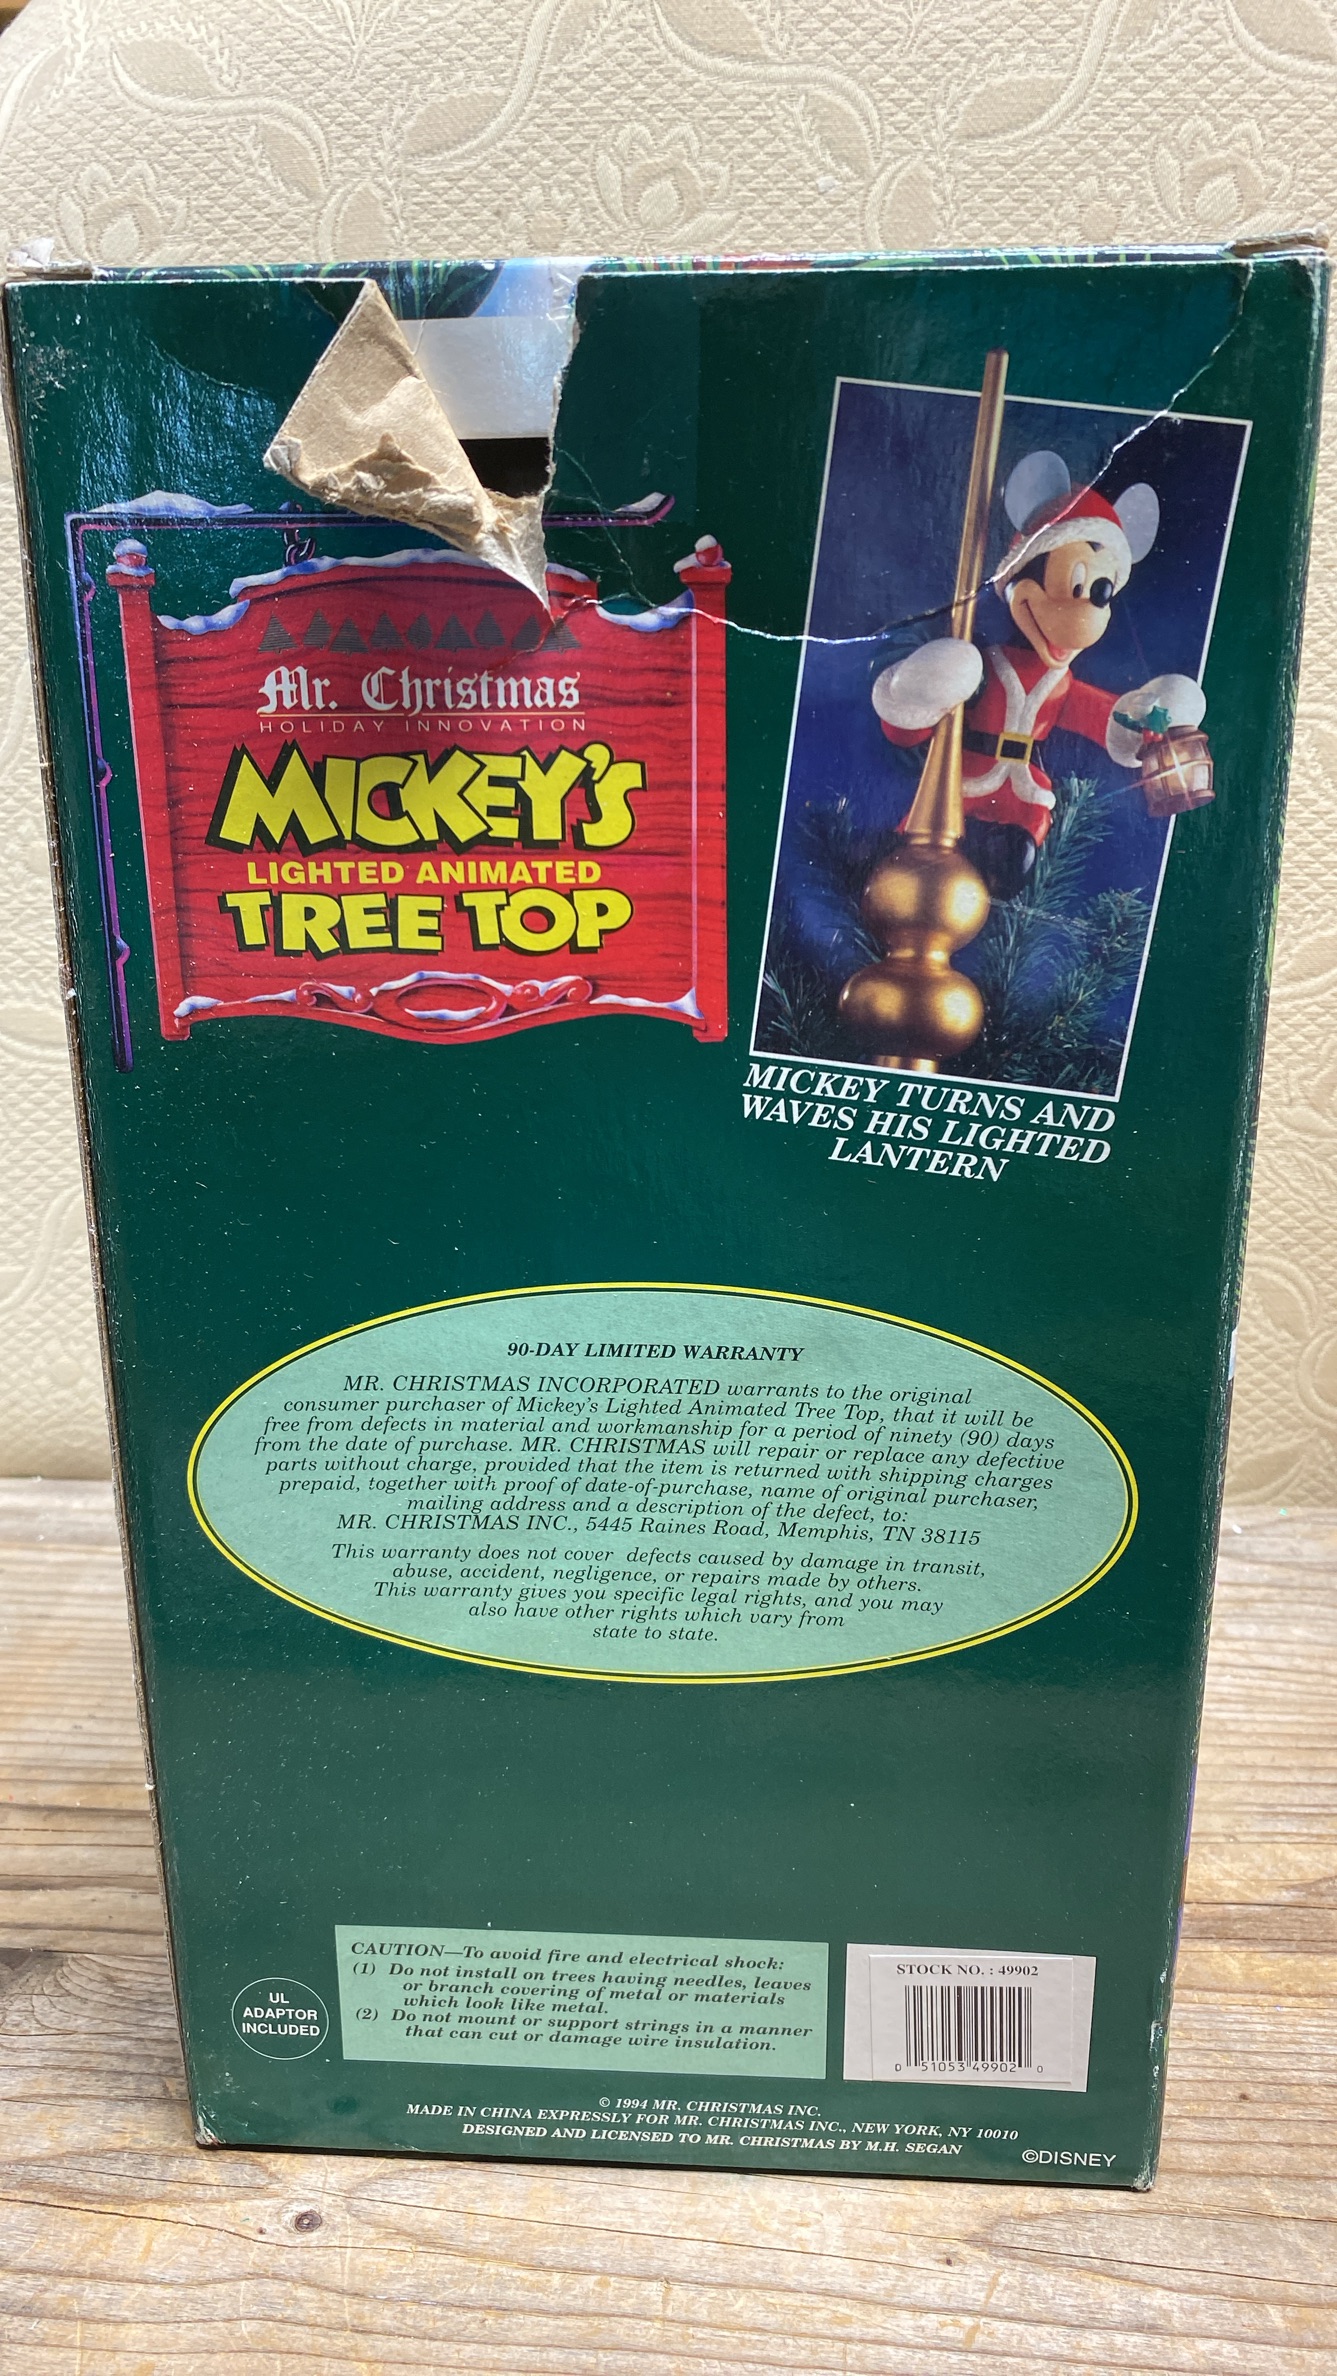 Mr. Christmas
HOLIDAY INNOVATION
MICKEY'S
LIGHTED ANIMATED
TREE TOP
MICKEY TURNS AND
WAVES HIS LIGHTED
LANTERN
90-DAY LIMITED WARRANTY
MR. CHRISTMAS INCORPORATED warrants to the original
consumer purchaser of Mickey's Lighted Animated Tree Top, that it will be
free from defects in material and workmanship for a period of ninety (90) days
from the date of purchase. MR. CHRISTMAS will repair or replace any defective
parts without charge, provided that the item is returned with shipping charges
prepaid, together with proof of date-of-purchase, name of original purchaser,
mailing address and a description of the defect, to:
MR. CHRISTMAS INC., 5445 Raines Road, Memphis, TN 38115
This warranty does not cover defects caused by damage in transit,
abuse, accident, negligence, or repairs made by others.
This warranty gives you specific legal rights, and you may
also have other rights which vary from
state to state.
UL
ADAPTOR
INCLUDED
CAUTION—To avoid fire and electrical shock:
(1) Do not install on trees having needles, leaves
or branch covering of metal or materials
which look like metal.
(2) Do not mount or support strings in a manner
that can cut or damage wire insulation.
STOCK NO. : 49902
0 51053 49902 0
© 1994 MR. CHRISTMAS INC.
MADE IN CHINA EXPRESSLY FOR MR. CHRISTMAS INC., NEW YORK, NY 10010
DESIGNED AND LICENSED TO MR. CHRISTMAS BY M.H. SEGAN
©DISNEY